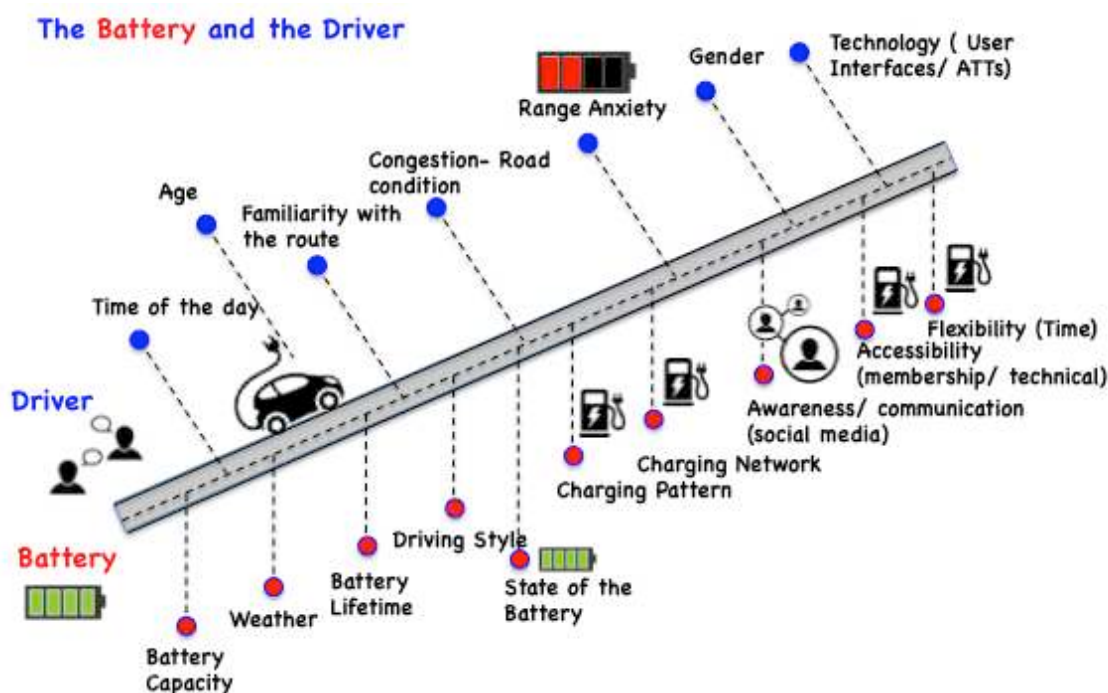 The Battery and the Driver
Technology ( User
Interfaces/ ATTs)
Gender
Range Anxiety
Congestion- Road
condition
Age
Familiarity with
the route
Time of the day
Driver
Battery
Battery
Capacity
Weather
Battery
Lifetime
Driving Style
State of the
Battery
Charging Pattern
Charging Network
Awareness/ communication
(social media)
Accessibility
(membership/ technical)
Flexibility (Time)